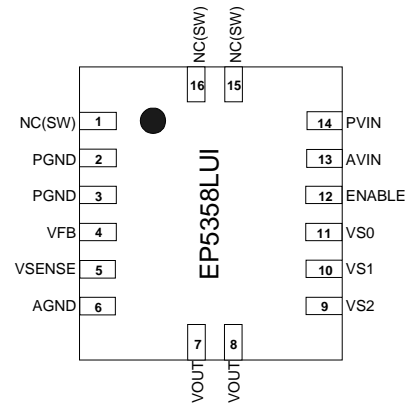 NC(SW)
NC(SW)
16
15
NC(SW) 1
14 PVIN
PGND 2
13 AVIN
PGND 3
12 ENABLE
VFB 4
11 VS0
VSENSE 5
10 VS1
AGND 6
9 VS2
EP5358LUI
7
8
VOUT
VOUT